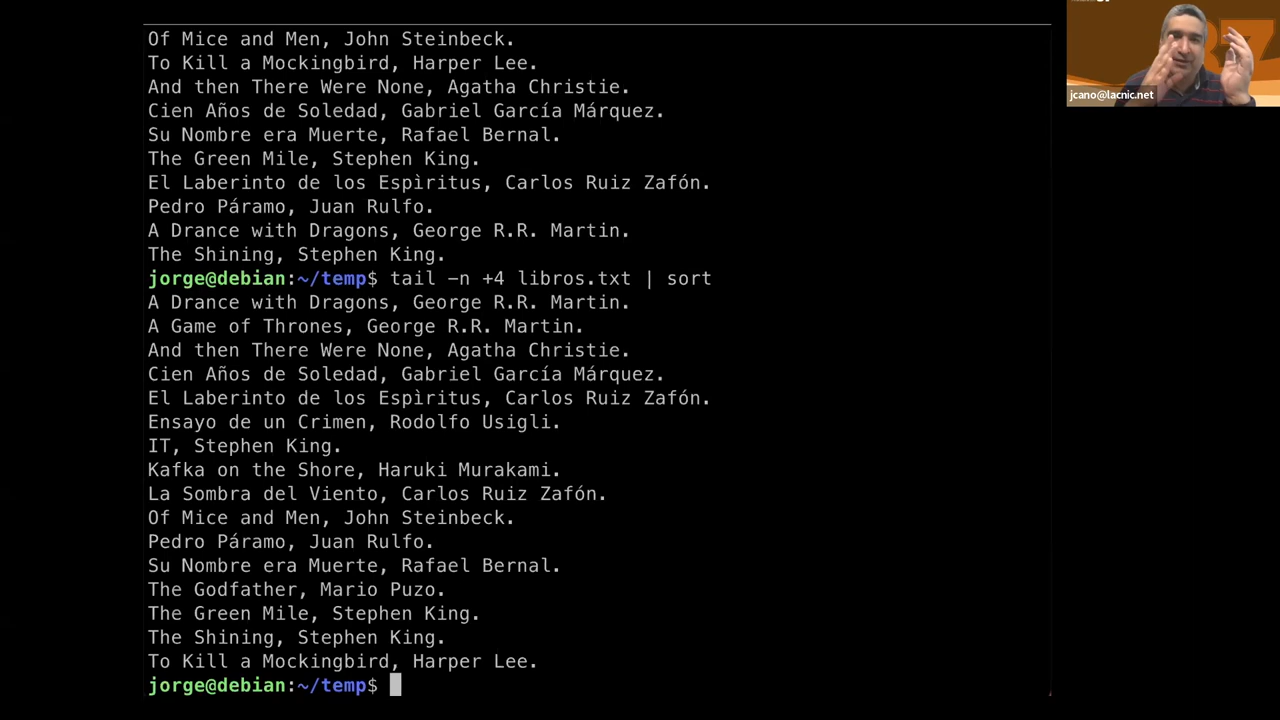 Of Mice and Men, John Steinbeck.
To Kill a Mockingbird, Harper Lee.
And then There Were None, Agatha Christie.
Cien Años de Soledad, Gabriel García Márquez.
Su Nombre era Muerte, Rafael Bernal.
The Green Mile, Stephen King.
El Laberinto de los Espìritus, Carlos Ruiz Zafón.
Pedro Páramo, Juan Rulfo.
A Drance with Dragons, George R.R. Martin.
The Shining, Stephen King.
jorge@debian:~/temp$ tail -n +4 libros.txt | sort
A Drance with Dragons, George R.R. Martin.
A Game of Thrones, George R.R. Martin.
And then There Were None, Agatha Christie.
Cien Años de Soledad, Gabriel García Márquez.
El Laberinto de los Espìritus, Carlos Ruiz Zafón.
Ensayo de un Crimen, Rodolfo Usigli.
IT, Stephen King.
Kafka on the Shore, Haruki Murakami.
La Sombra del Viento, Carlos Ruiz Zafón.
Of Mice and Men, John Steinbeck.
Pedro Páramo, Juan Rulfo.
Su Nombre era Muerte, Rafael Bernal.
The Godfather, Mario Puzo.
The Green Mile, Stephen King.
The Shining, Stephen King.
To Kill a Mockingbird, Harper Lee.
jorge@debian:~/temp$
jcano@lacnic.net